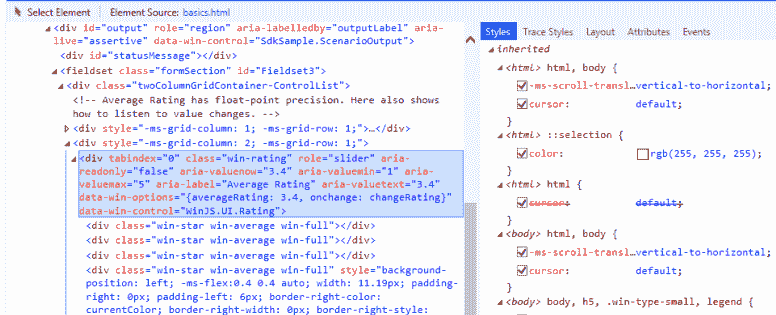 Select Element Element Source: basics.html
<div id="output" role="region" aria-labelledby="outputLabel" aria-
live="assertive" data-win-control="SdkSample.ScenarioOutput">
<div id="statusMessage"></div>
<fieldset class="formSection" id="Fieldset3">
<div class="twoColumnGridContainer-ControlList">
<!-- Average Rating has float-point precision. Here also shows
how to listen to value changes. -->
<div style="-ms-grid-column: 1; -ms-grid-row: 1;">…</div>
<div style="-ms-grid-column: 2; -ms-grid-row: 1;">
<div tabindex="0" class="win-rating" role="slider" aria-
readonly="false" aria-valuenow="3.4" aria-valuemin="1" aria-
valuemax="5" aria-label="Average Rating" aria-valuetext="3.4"
data-win-options="{averageRating: 3.4, onchange: changeRating}"
data-win-control="WinJS.UI.Rating">
<div class="win-star win-average win-full"></div>
<div class="win-star win-average win-full"></div>
<div class="win-star win-average win-full"></div>
<div class="win-star win-average win-full" style="background-
position: left; -ms-flex:0.4 0.4 auto; width: 11.19px; padding-
right: 0px; padding-left: 6px; border-right-color:
currentColor; border-right-width: 0px; border-right-style:
Styles Trace Styles Layout Attributes Events
inherited
<html> html, body {
-ms-scroll-transl…vertical-to-horizontal;
cursor: default;
}
<html> ::selection {
color: rgb(255, 255, 255);
}
<html> html {
cursor: default;
}
<body> html, body {
-ms-scroll-transl…vertical-to-horizontal;
cursor: default;
}
<body> body, h5, .win-type-small, legend {